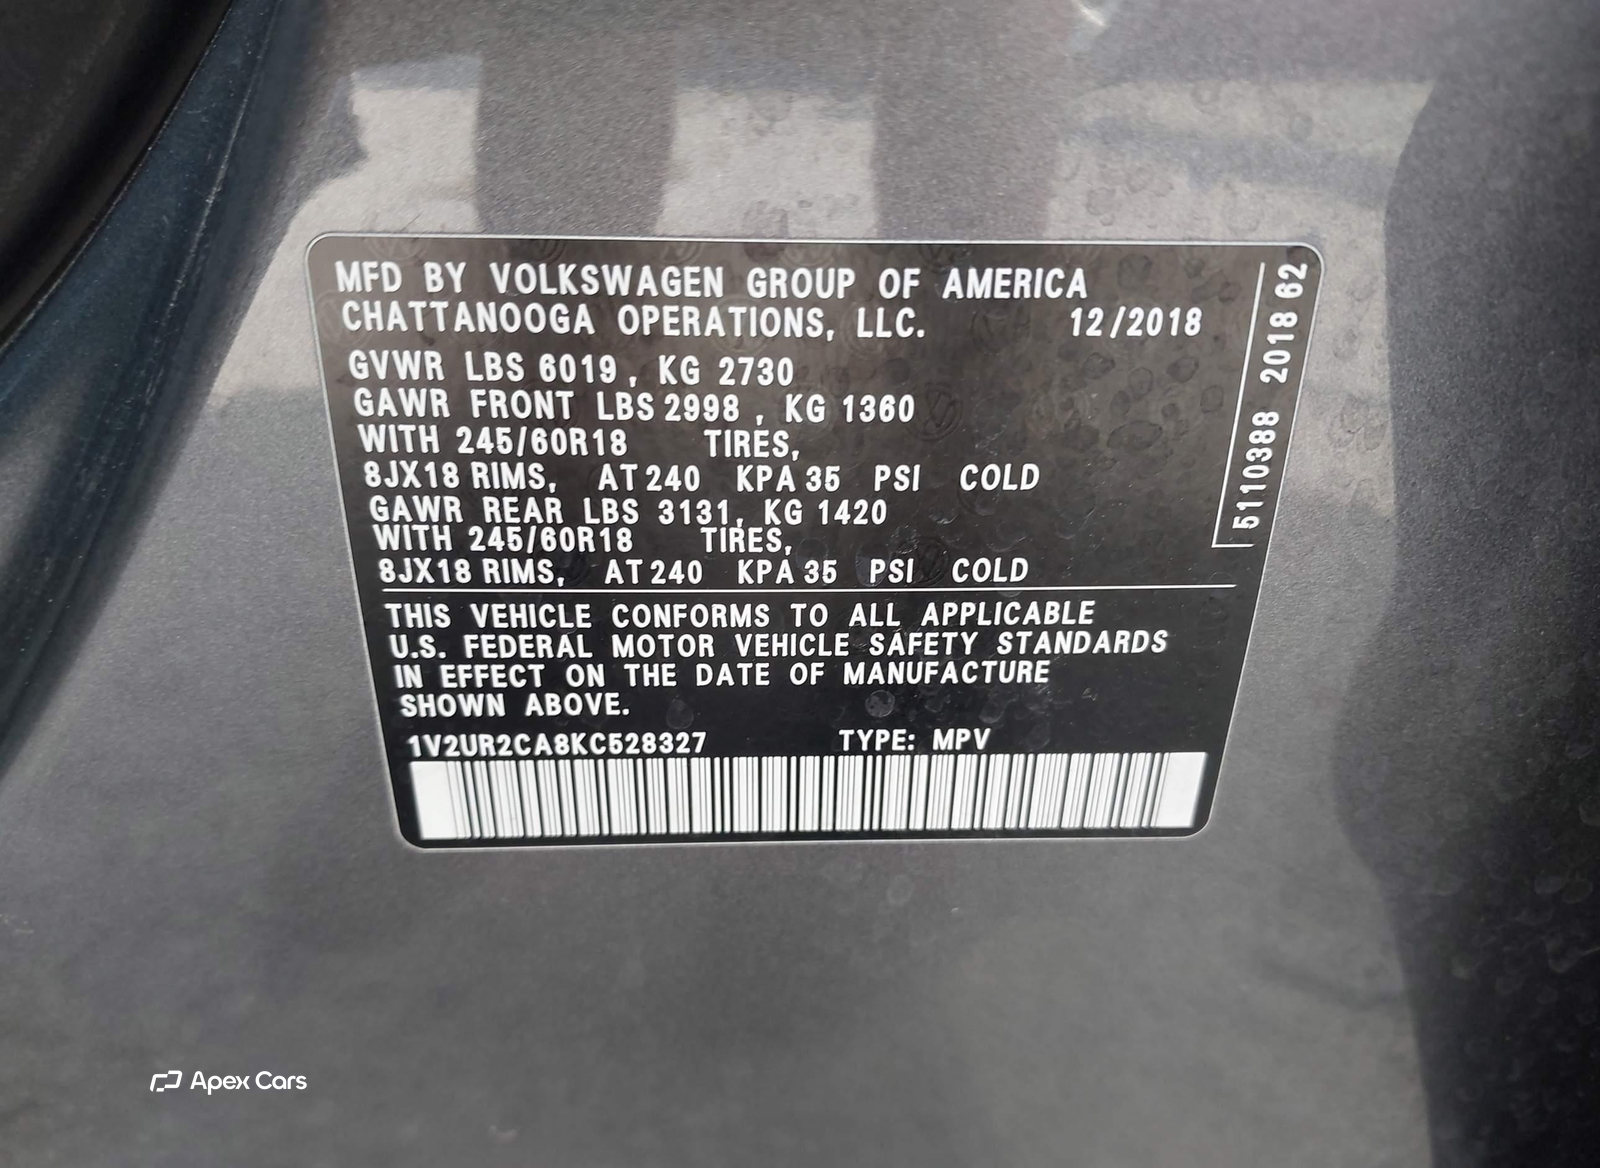 MFD BY VOLKSWAGEN GROUP OF AMERICA
CHATTANOOGA OPERATIONS, LLC. 12/2018
GVWR LBS 6019, KG 2730
GAWR FRONT LBS 2998, KG 1360
WITH 245/60R18 TIRES,
8JX18 RIMS, AT 240 KPA 35 PSI COLD
GAWR REAR LBS 3131, KG 1420
WITH 245/60R18 TIRES,
8JX18 RIMS, AT 240 KPA 35 PSI COLD
THIS VEHICLE CONFORMS TO ALL APPLICABLE
U.S. FEDERAL MOTOR VEHICLE SAFETY STANDARDS
IN EFFECT ON THE DATE OF MANUFACTURE
SHOWN ABOVE.
1V2UR2CA8KC528327 TYPE: MPV
5110388 2018 62
Apex Cars